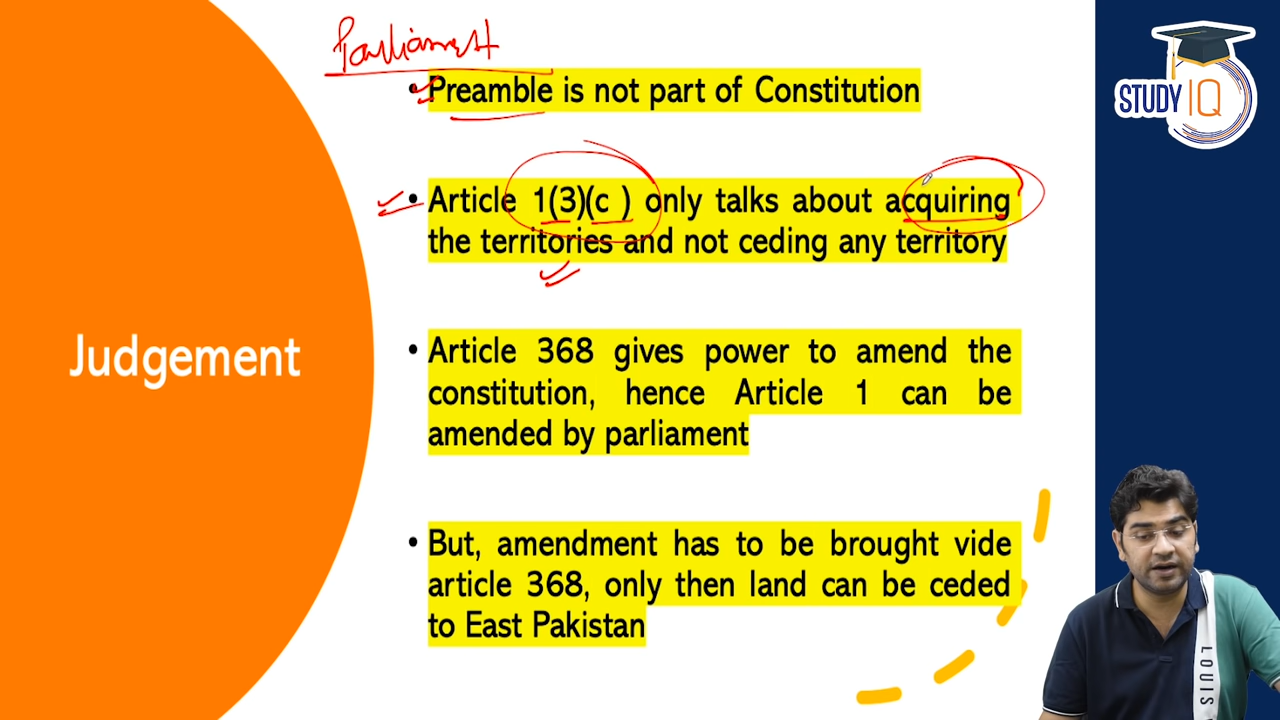 Parliament
• Preamble is not part of Constitution
• Article 1(3)(c ) only talks about acquiring
the territories and not ceding any territory
Judgement
• Article 368 gives power to amend the
constitution, hence Article 1 can be
amended by parliament
• But, amendment has to be brought vide
article 368, only then land can be ceded
to East Pakistan
STUDY IQ
LOUIS